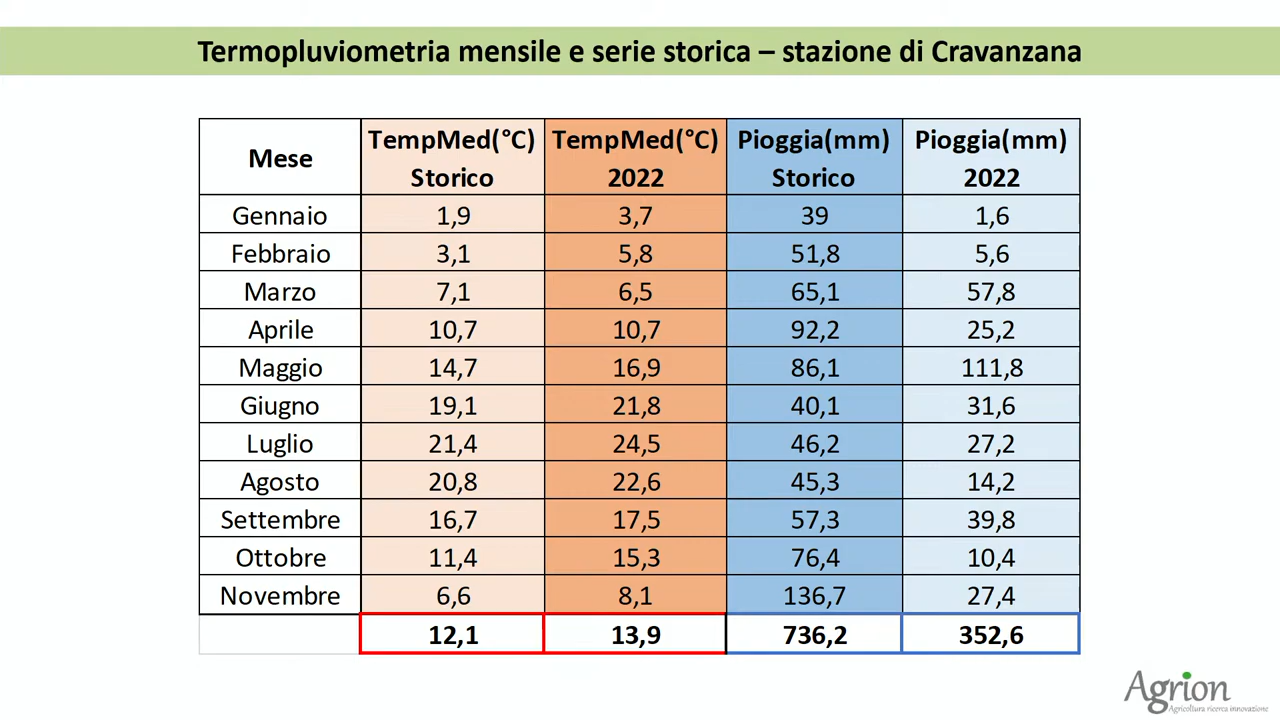 Termopluviometria mensile e serie storica – stazione di Cravanzana
Mese TempMed(°C) Storico TempMed(°C) 2022 Pioggia(mm) Storico Pioggia(mm) 2022
Gennaio 1,9 3,7 39 1,6
Febbraio 3,1 5,8 51,8 5,6
Marzo 7,1 6,5 65,1 57,8
Aprile 10,7 10,7 92,2 25,2
Maggio 14,7 16,9 86,1 111,8
Giugno 19,1 21,8 40,1 31,6
Luglio 21,4 24,5 46,2 27,2
Agosto 20,8 22,6 45,3 14,2
Settembre 16,7 17,5 57,3 39,8
Ottobre 11,4 15,3 76,4 10,4
Novembre 6,6 8,1 136,7 27,4
12,1 13,9 736,2 352,6
Agrion
Agricoltura ricerca innovazione